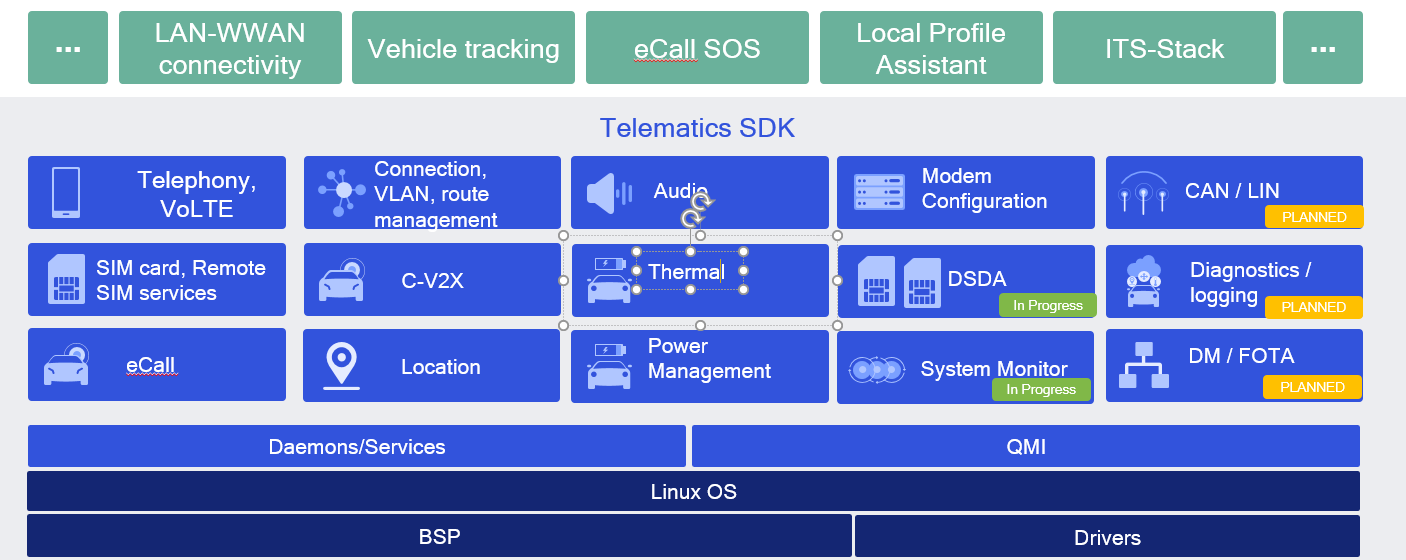 ...
LAN-WWAN
connectivity
Vehicle tracking
eCall SOS
Local Profile
Assistant
ITS-Stack
...
Telematics SDK
Telephony,
VoLTE
Connection,
VLAN, route
management
Audio
Modem
Configuration
CAN / LIN
PLANNED
SIM card, Remote
SIM services
C-V2X
Thermal
DSDA
In Progress
Diagnostics /
logging
PLANNED
eCall
Location
Power
Management
System Monitor
In Progress
DM / FOTA
PLANNED
Daemons/Services
QMI
Linux OS
BSP
Drivers